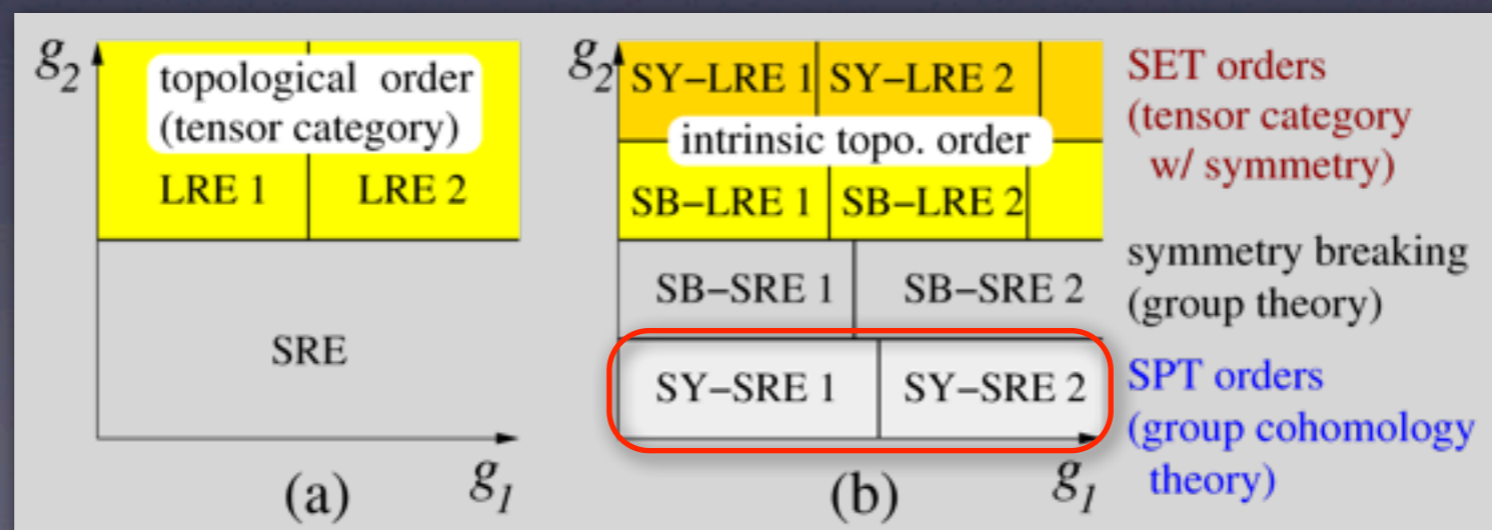 g2
topological order
(tensor category)
LRE 1 LRE 2
SRE
(a) g1
g2
SY–LRE 1 SY–LRE 2
intrinsic topo. order
SB–LRE 1 SB–LRE 2
SB–SRE 1 SB–SRE 2
SY–SRE 1 SY–SRE 2
(b) g1
SET orders
(tensor category
w/ symmetry)
symmetry breaking
(group theory)
SPT orders
(group cohomology
theory)